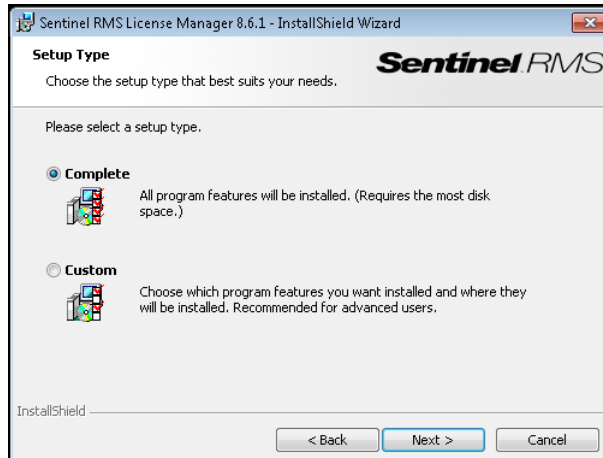 Sentinel RMS License Manager 8.6.1 - InstallShield Wizard
Setup Type
Choose the setup type that best suits your needs.
Sentinel RMS
Please select a setup type.
Complete
All program features will be installed. (Requires the most disk
space.)
Custom
Choose which program features you want installed and where they
will be installed. Recommended for advanced users.
InstallShield
< Back
Next >
Cancel